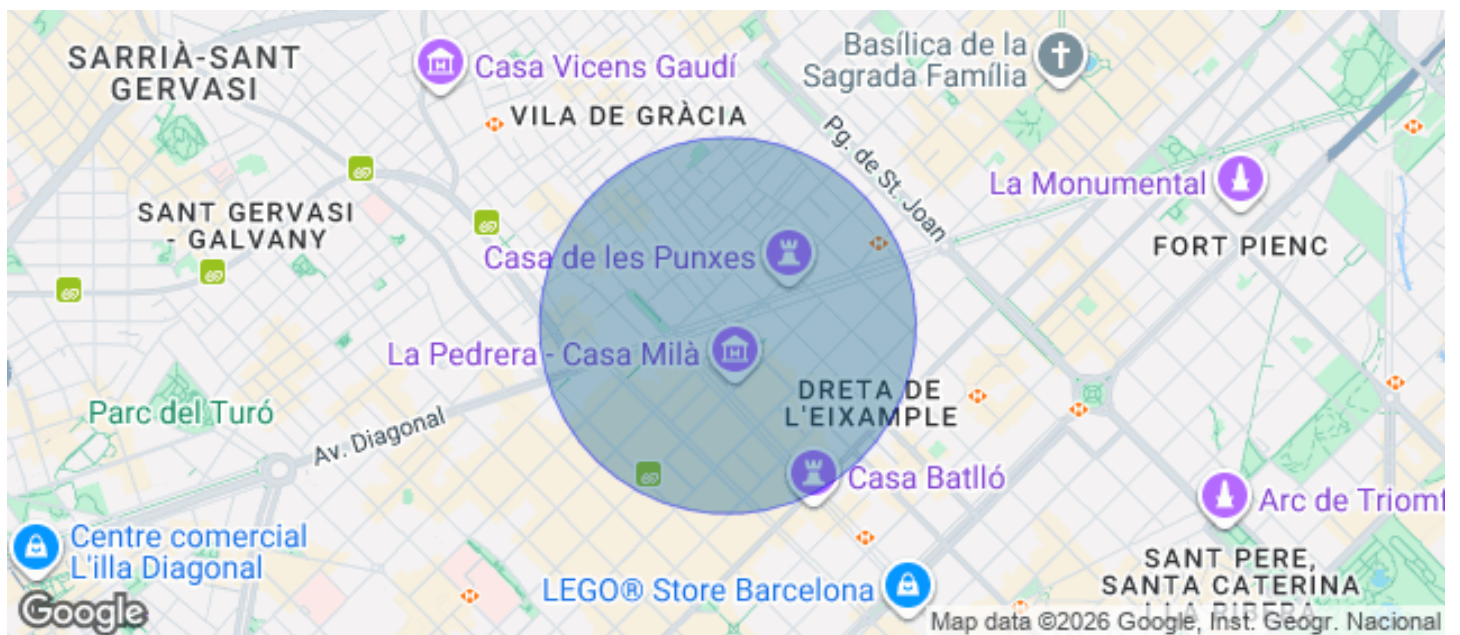 SARRIÀ-SANT
GERVASI
Casa Vicens Gaudí
Basílica de la
Sagrada Família
VILA DE GRÀCIA
Pg. de St. Joan
La Monumental
SANT GERVASI
- GALVANY
FORT PIENC
Casa de les Punxes
La Pedrera - Casa Milà
DRETA DE
L'EIXAMPLE
Parc del Turó
Av. Diagonal
Casa Batlló
Arc de Triomf
Centre comercial
L'illa Diagonal
SANT PERE,
SANTA CATERINA
I LA RIBERA
LEGO® Store Barcelona
Google
Map data ©2026 Google, Inst. Geogr. Nacional